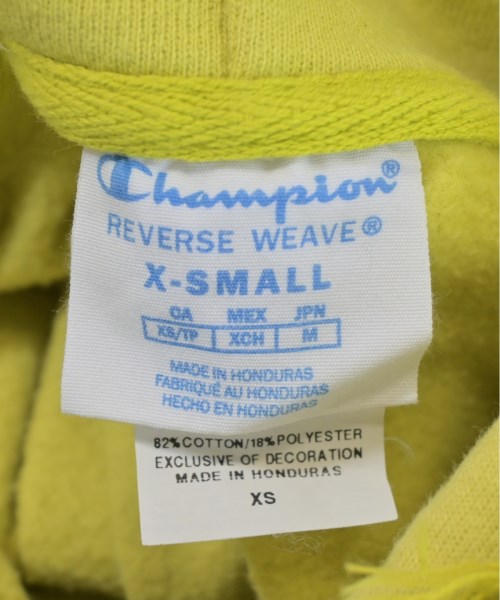 Champion®
REVERSE WEAVE®
X-SMALL
CA MEX JPN
XS/TP XCH M
MADE IN HONDURAS
FABRIQUÉ AU HONDURAS
HECHO EN HONDURAS
82%COTTON/18%POLYESTER
EXCLUSIVE OF DECORATION
MADE IN HONDURAS
XS